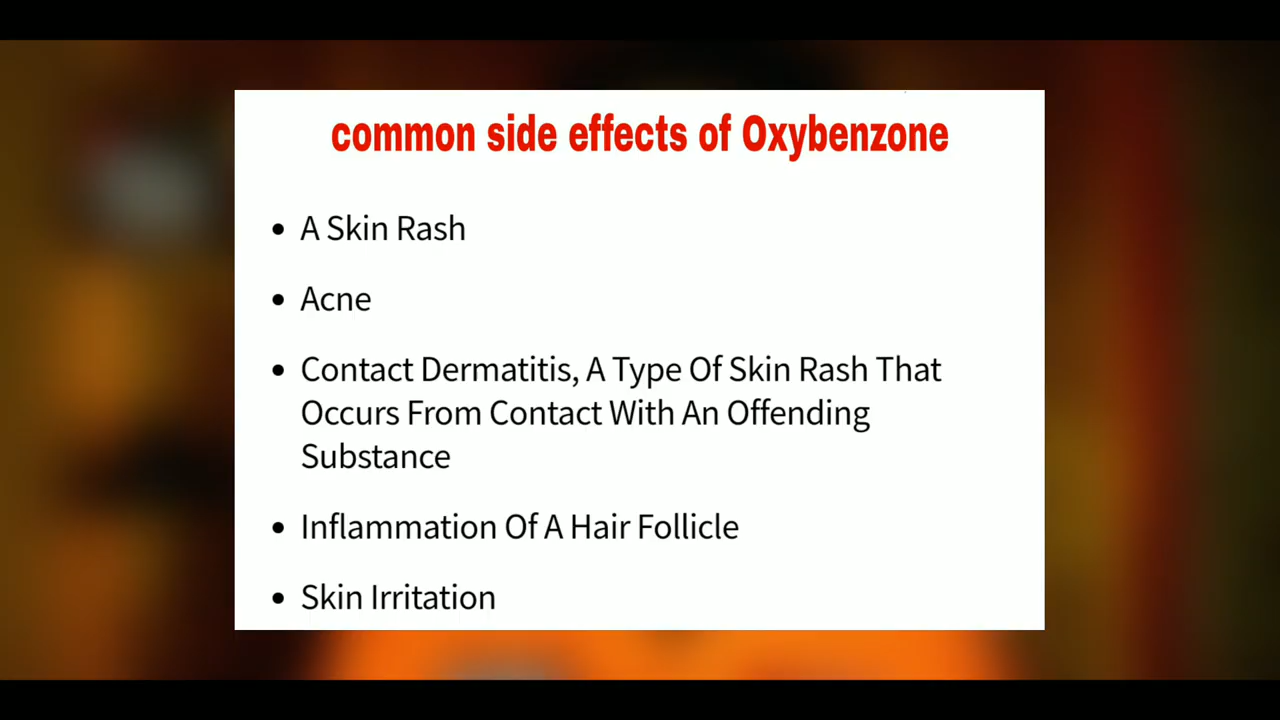 common side effects of Oxybenzone
• A Skin Rash
• Acne
• Contact Dermatitis, A Type Of Skin Rash That
Occurs From Contact With An Offending
Substance
• Inflammation Of A Hair Follicle
• Skin Irritation